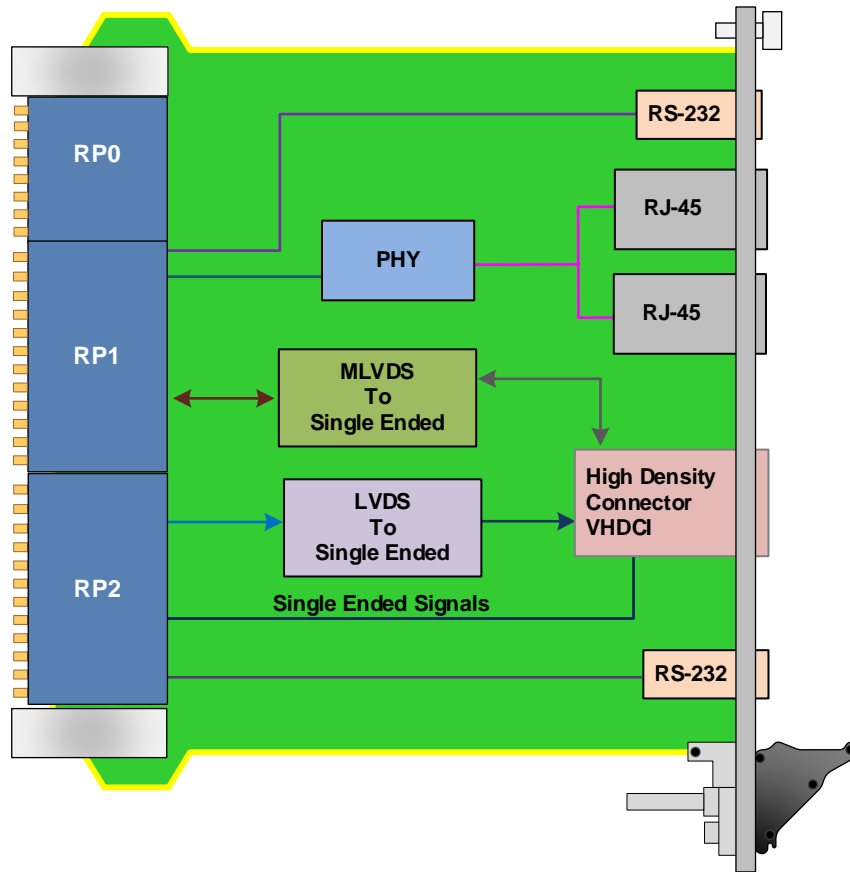 RP0
RS-232
RJ-45
PHY
RJ-45
RP1
MLVDS
To
Single Ended
High Density
Connector
VHDCI
LVDS
To
Single Ended
RP2
Single Ended Signals
RS-232